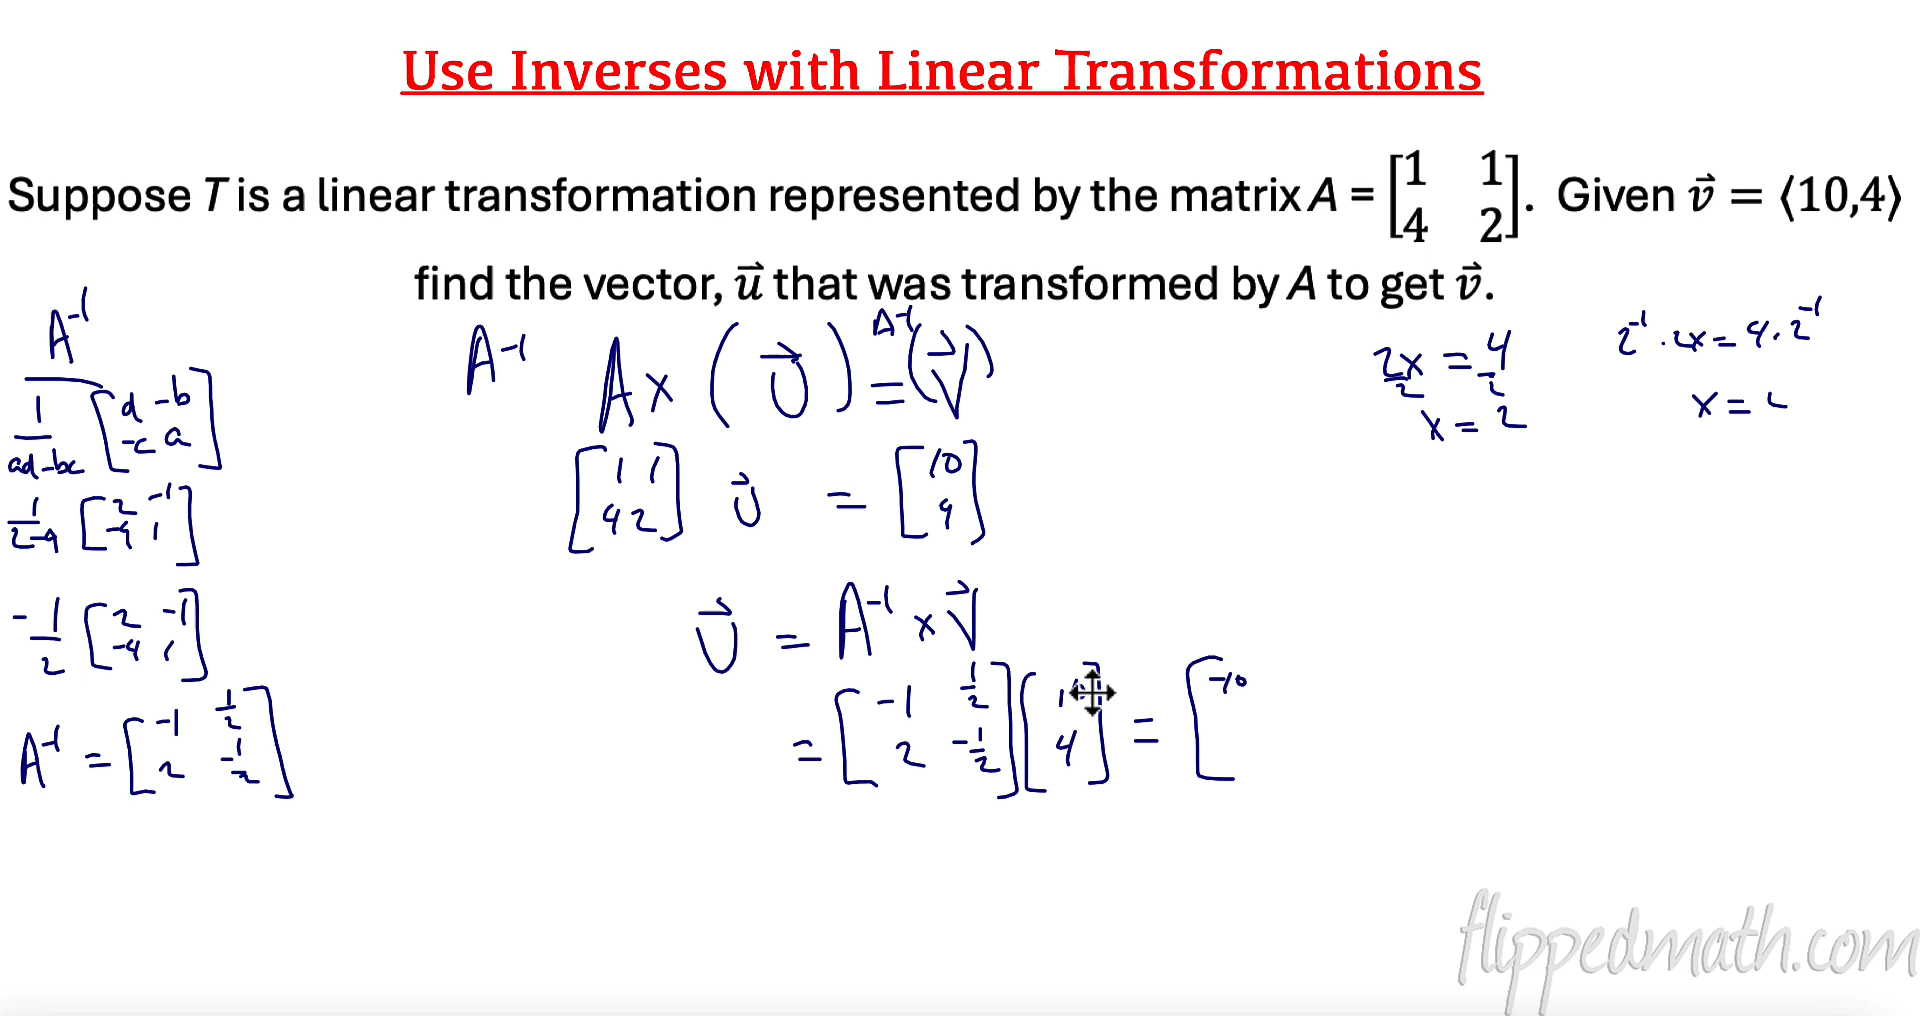 Use Inverses with Linear Transformations
Suppose T is a linear transformation represented by the matrix A = [1 1; 4 2]. Given v⃗ = ⟨10,4⟩
find the vector, u⃗ that was transformed by A to get v⃗.
A⁻¹
1/(ad-bc) [d -b; -c a]
1/(2-4) [2 -1; -4 1]
-1/2 [2 -1; -4 1]
A⁻¹ = [-1 1/2; 2 -1/2]
A⁻¹ A × (u⃗) = A⁻¹ (v⃗)
[1 1; 4 2] u⃗ = [10; 4]
u⃗ = A⁻¹ × v⃗
= [-1 1/2; 2 -1/2] [10; 4] = [-10
2x/2 = 4/2
x = 2
2⁻¹ · 2x = 4 · 2⁻¹
x = 2
flippedmath.com